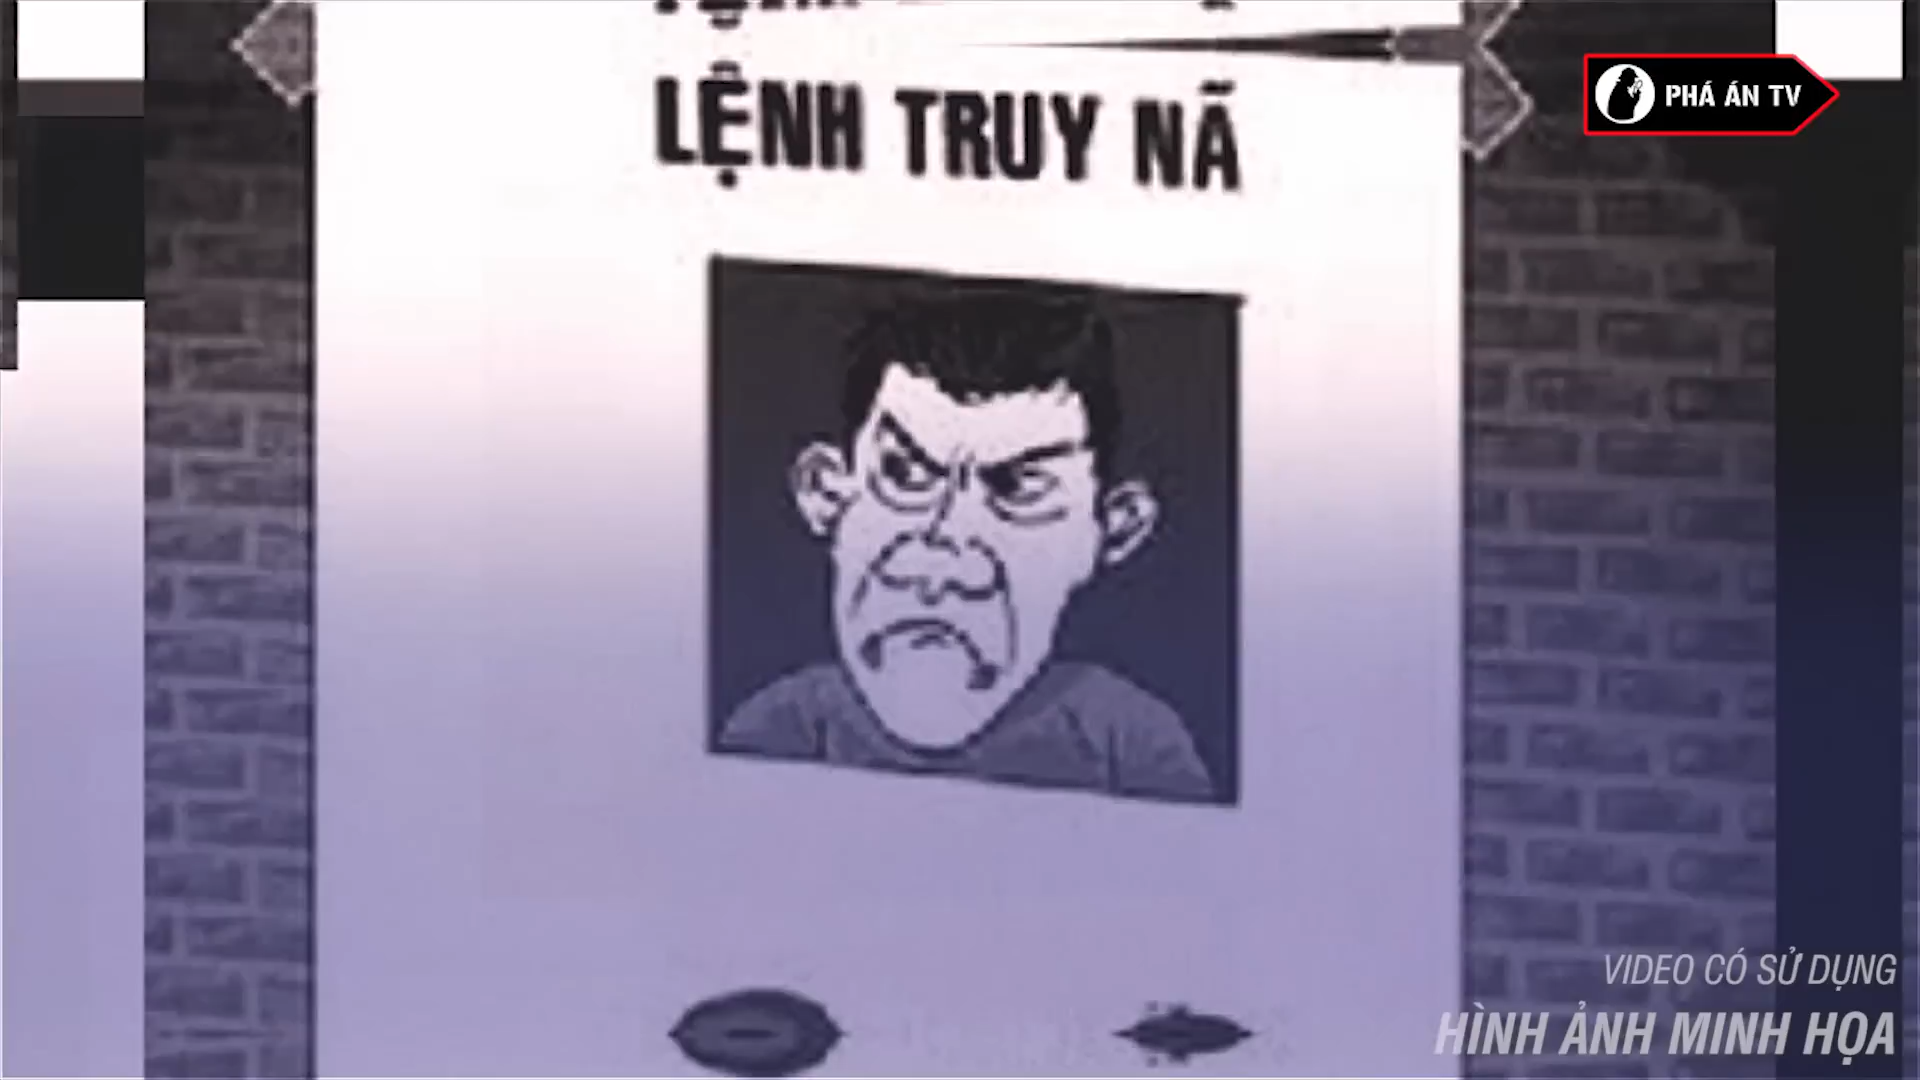 LỆNH TRUY NÃ
PHÁ ÁN TV
VIDEO CÓ SỬ DỤNG
HÌNH ẢNH MINH HỌA